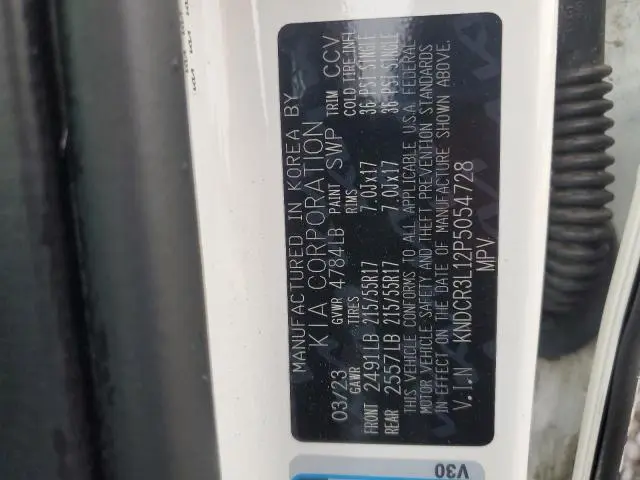 MANUFACTURED IN KOREA BY
KIA CORPORATION
03/23 GVWR 4784LB PAINT SWP TRIM CCV
GAWR TIRES RIMS COLD TIRE INFL
FRONT 2491LB 215/55R17 7.0Jx17 36 PSI SINGLE
REAR 2557LB 215/55R17 7.0Jx17 36 PSI SINGLE
THIS VEHICLE CONFORMS TO ALL APPLICABLE USA FEDERAL
MOTOR VEHICLE SAFETY AND THEFT PREVENTION STANDARDS
IN EFFECT ON THE DATE OF MANUFACTURE SHOWN ABOVE.
V.I.N KNDCR3L12P5054728
MPV
V30